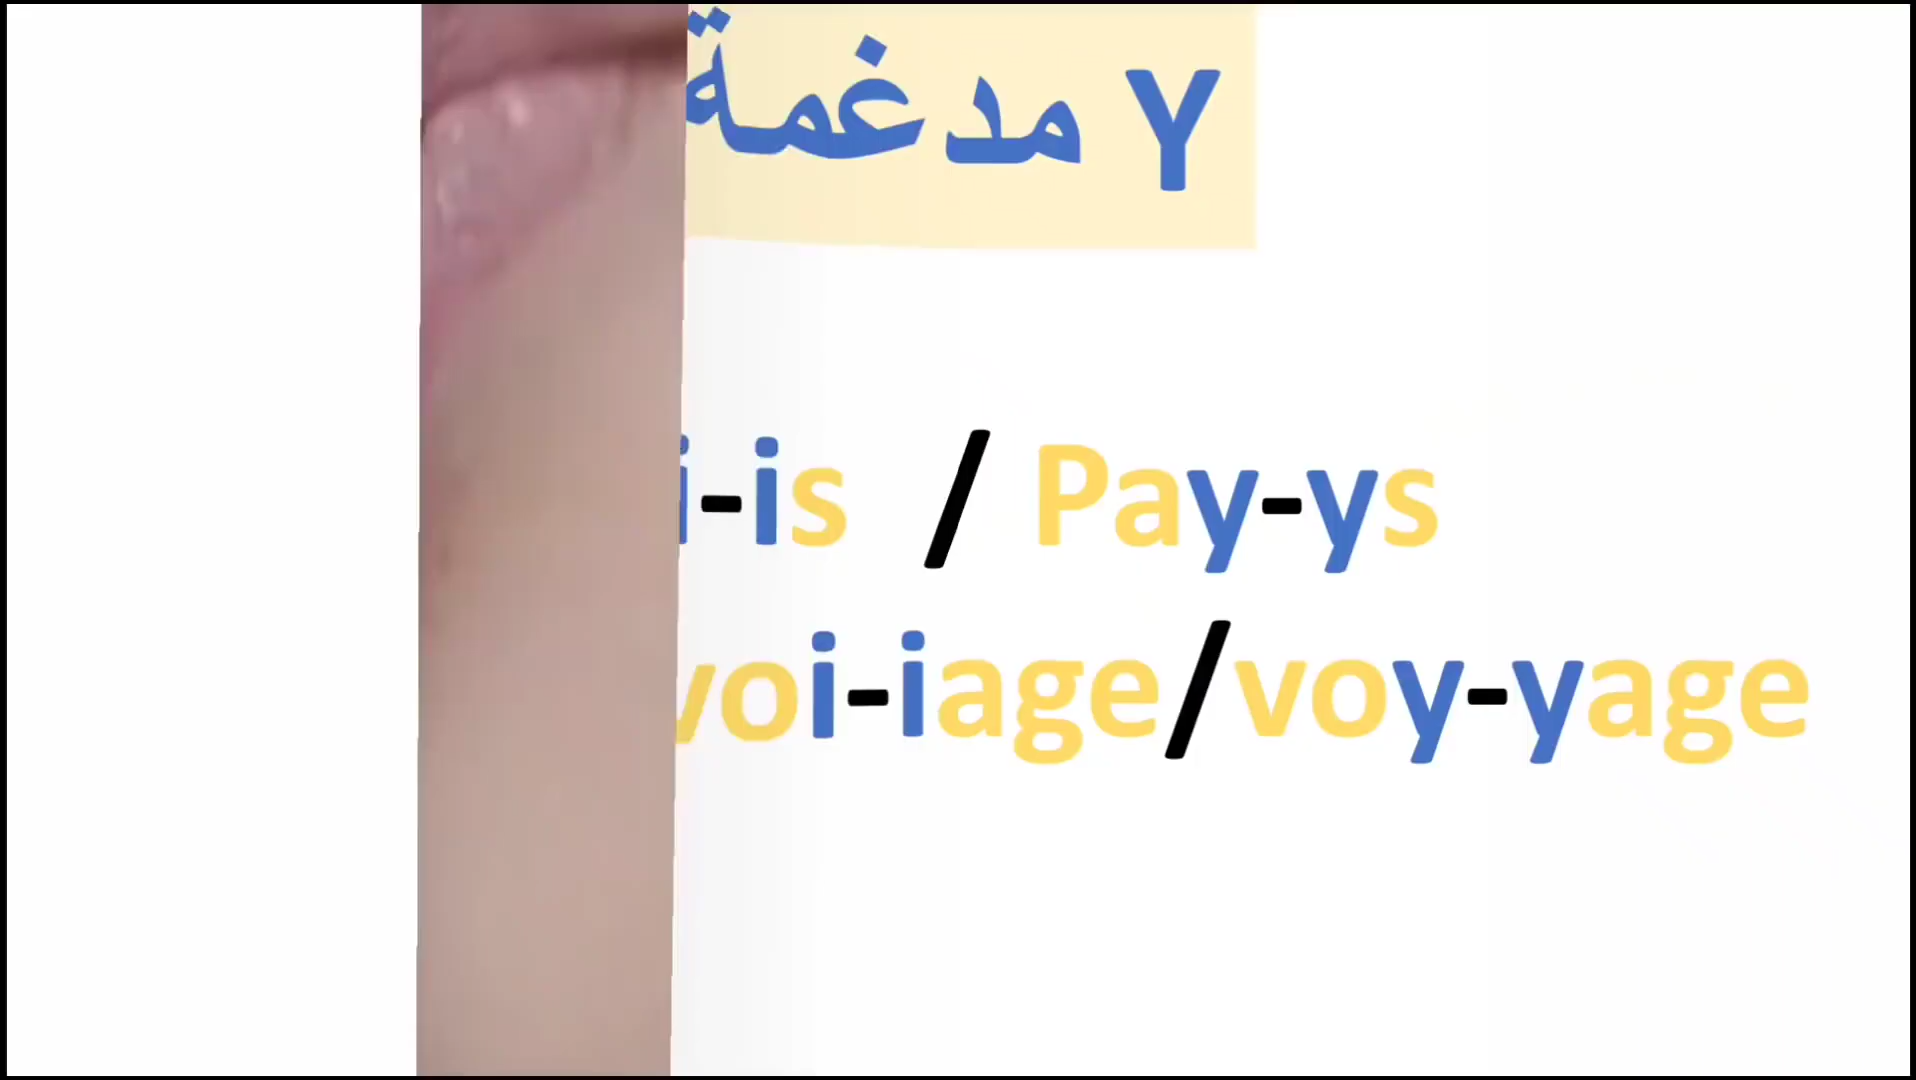 Y مدغمة
i-is / Pay-ys
voi-iage/voy-yage